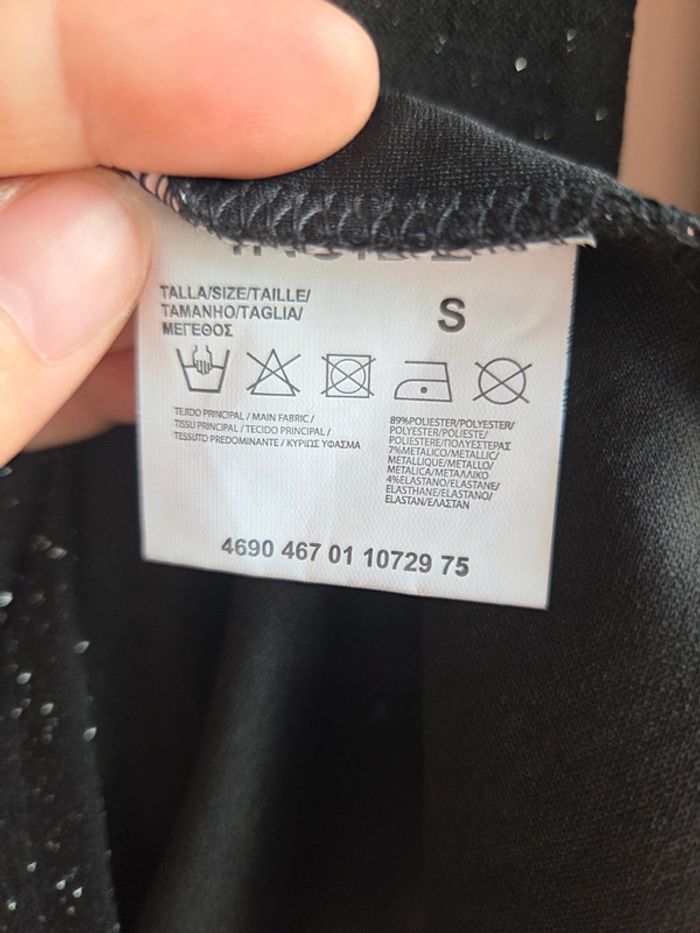 TALLA/SIZE/TAILLE/
TAMANHO/TAGLIA/
ΜΕΓΕΘΟΣ
S
TEJIDO PRINCIPAL / MAIN FABRIC /
TISSU PRINCIPAL / TECIDO PRINCIPAL /
TESSUTO PREDOMINANTE / ΚΥΡΙΩΣ ΥΦΑΣΜΑ
89%POLIESTER/POLYESTER/
POLYESTER/POLIESTE/
POLIESTERE/ΠΟΛΥΕΣΤΕΡΑΣ
7%METALICO/METALLIC/
METALLIQUE/METALLO/
METALICA/ΜΕΤΑΛΛΙΚΟ
4%ELASTANO/ELASTANE/
ELASTHANE/ELASTANO/
ELASTAN/ΕΛΑΣΤΑΝ
4690 467 01 10729 75